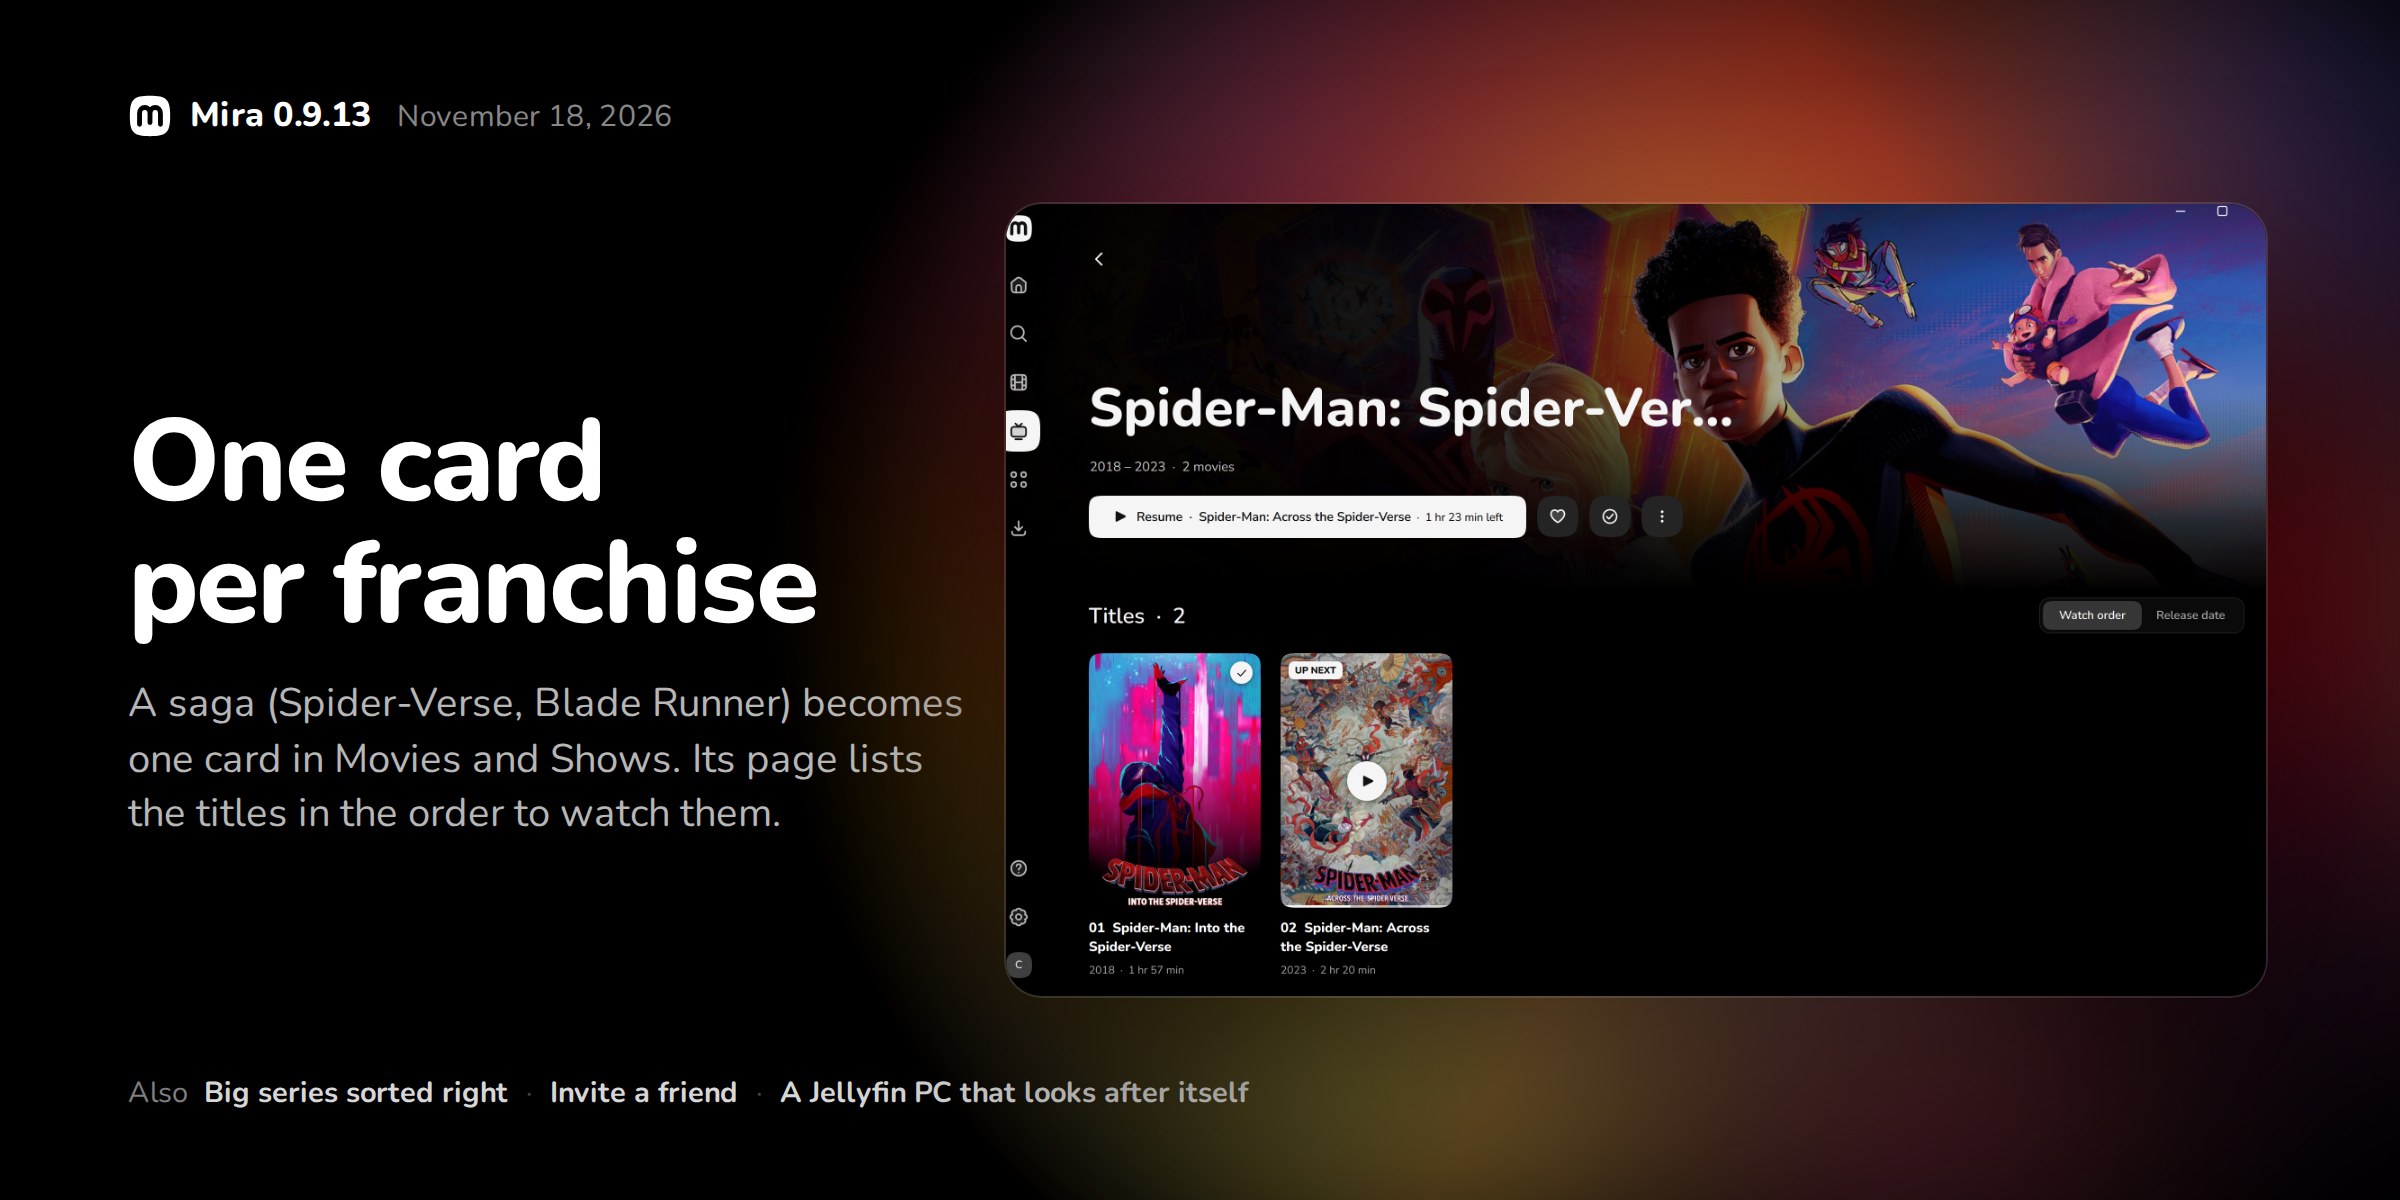 Mira 0.9.13 November 18, 2026
One card
per franchise
A saga (Spider-Verse, Blade Runner) becomes
one card in Movies and Shows. Its page lists
the titles in the order to watch them.
Also Big series sorted right · Invite a friend · A Jellyfin PC that looks after itself
Spider-Man: Spider-Ver...
2018 – 2023 · 2 movies
Resume · Spider-Man: Across the Spider-Verse · 1 hr 23 min left
Titles · 2
Watch order Release date
UP NEXT
SPIDER-MAN
INTO THE SPIDER-VERSE
SPIDER-MAN
ACROSS THE SPIDER-VERSE
01 Spider-Man: Into the
Spider-Verse
2018 · 1 hr 57 min
02 Spider-Man: Across
the Spider-Verse
2023 · 2 hr 20 min
C